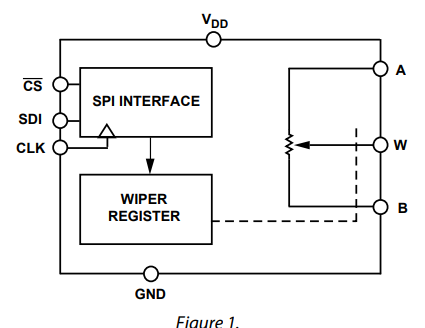 VDD
CS
SPI INTERFACE
A
SDI
CLK
W
WIPER
REGISTER
B
GND
Figure 1.